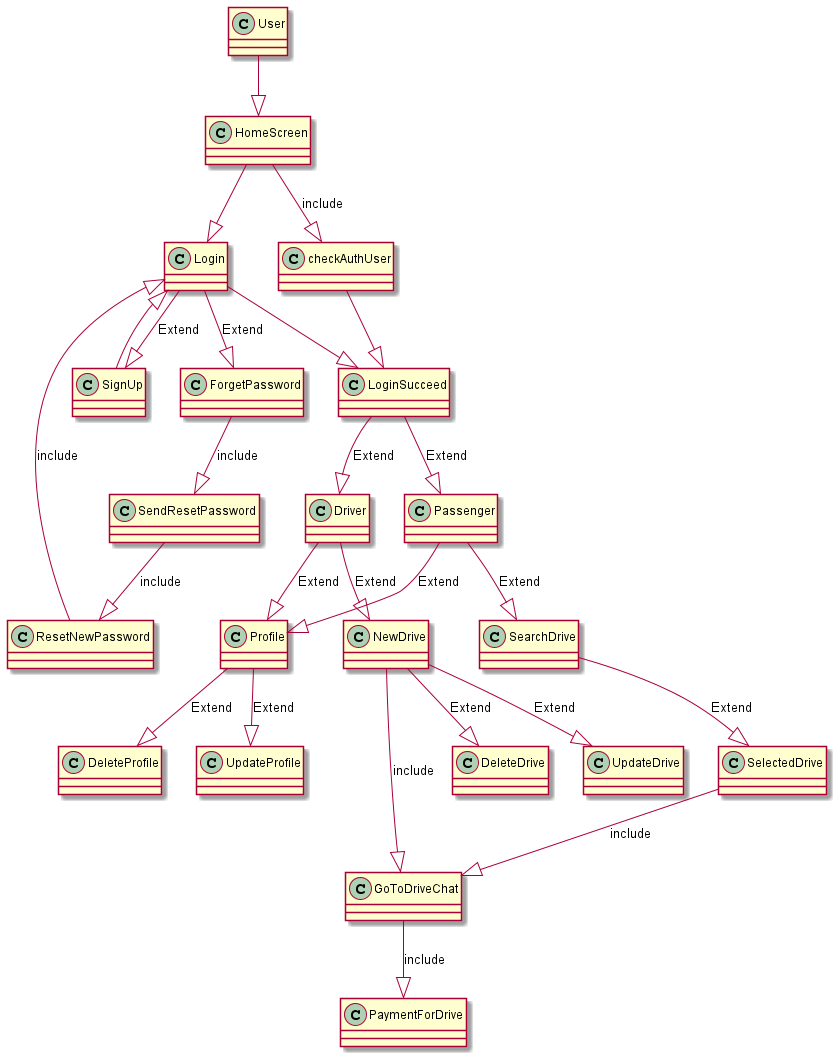 C User
C HomeScreen
include
C Login
C checkAuthUser
Extend
Extend
C SignUp
C ForgetPassword
C LoginSucceed
include
include
Extend
Extend
C SendResetPassword
C Driver
C Passenger
include
Extend
Extend
Extend
Extend
C ResetNewPassword
C Profile
C NewDrive
C SearchDrive
Extend
Extend
Extend
Extend
Extend
C DeleteProfile
C UpdateProfile
include
C DeleteDrive
C UpdateDrive
C SelectedDrive
include
C GoToDriveChat
include
C PaymentForDrive